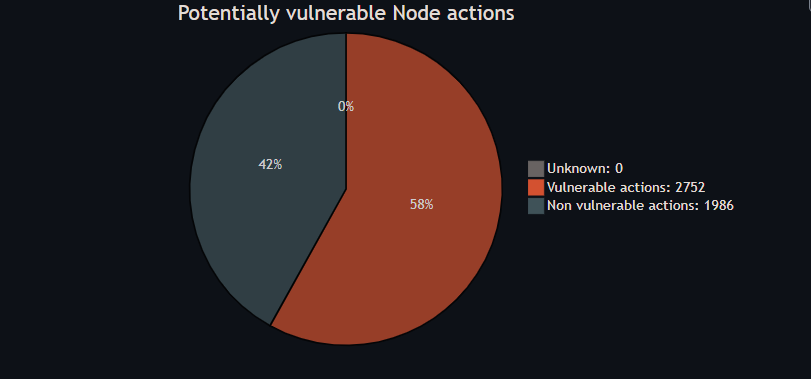 Potentially vulnerable Node actions
0%
42%
58%
Unknown: 0
Vulnerable actions: 2752
Non vulnerable actions: 1986